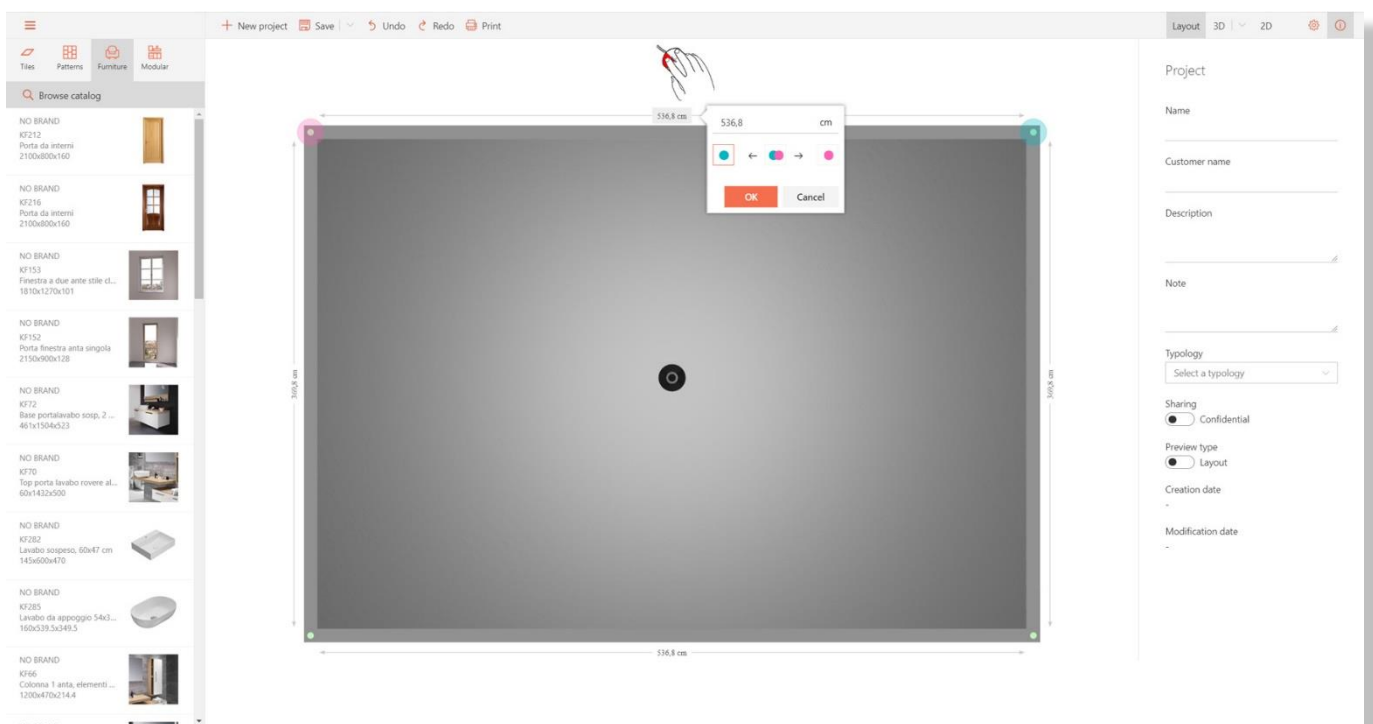 New project Save Undo Redo Print
Layout 3D 2D
Tiles Patterns Furniture Modular
Browse catalog
NO BRAND
KF212
Porta da interni
2100x800x160
NO BRAND
KF216
Porta da interni
2100x800x160
NO BRAND
KF153
Finestra a due ante stile cl...
1810x1270x101
NO BRAND
KF152
Porta finestra anta singola
2150x900x128
NO BRAND
KF72
Base portalavabo sosp, 2 ...
461x1504x523
NO BRAND
KF70
Top porta lavabo rovere al...
60x1432x500
NO BRAND
KF282
Lavabo sospeso, 60x47 cm
145x600x470
NO BRAND
KF285
Lavabo da appoggio 54x3...
160x539.5x349.5
NO BRAND
KF66
Colonna 1 anta, elementi ...
1200x470x214.4
536,8 cm
536,8 cm
OK Cancel
369,8 cm
369,8 cm
536,8 cm
Project
Name
Customer name
Description
Note
Typology
Select a typology
Sharing
Confidential
Preview type
Layout
Creation date
-
Modification date
-